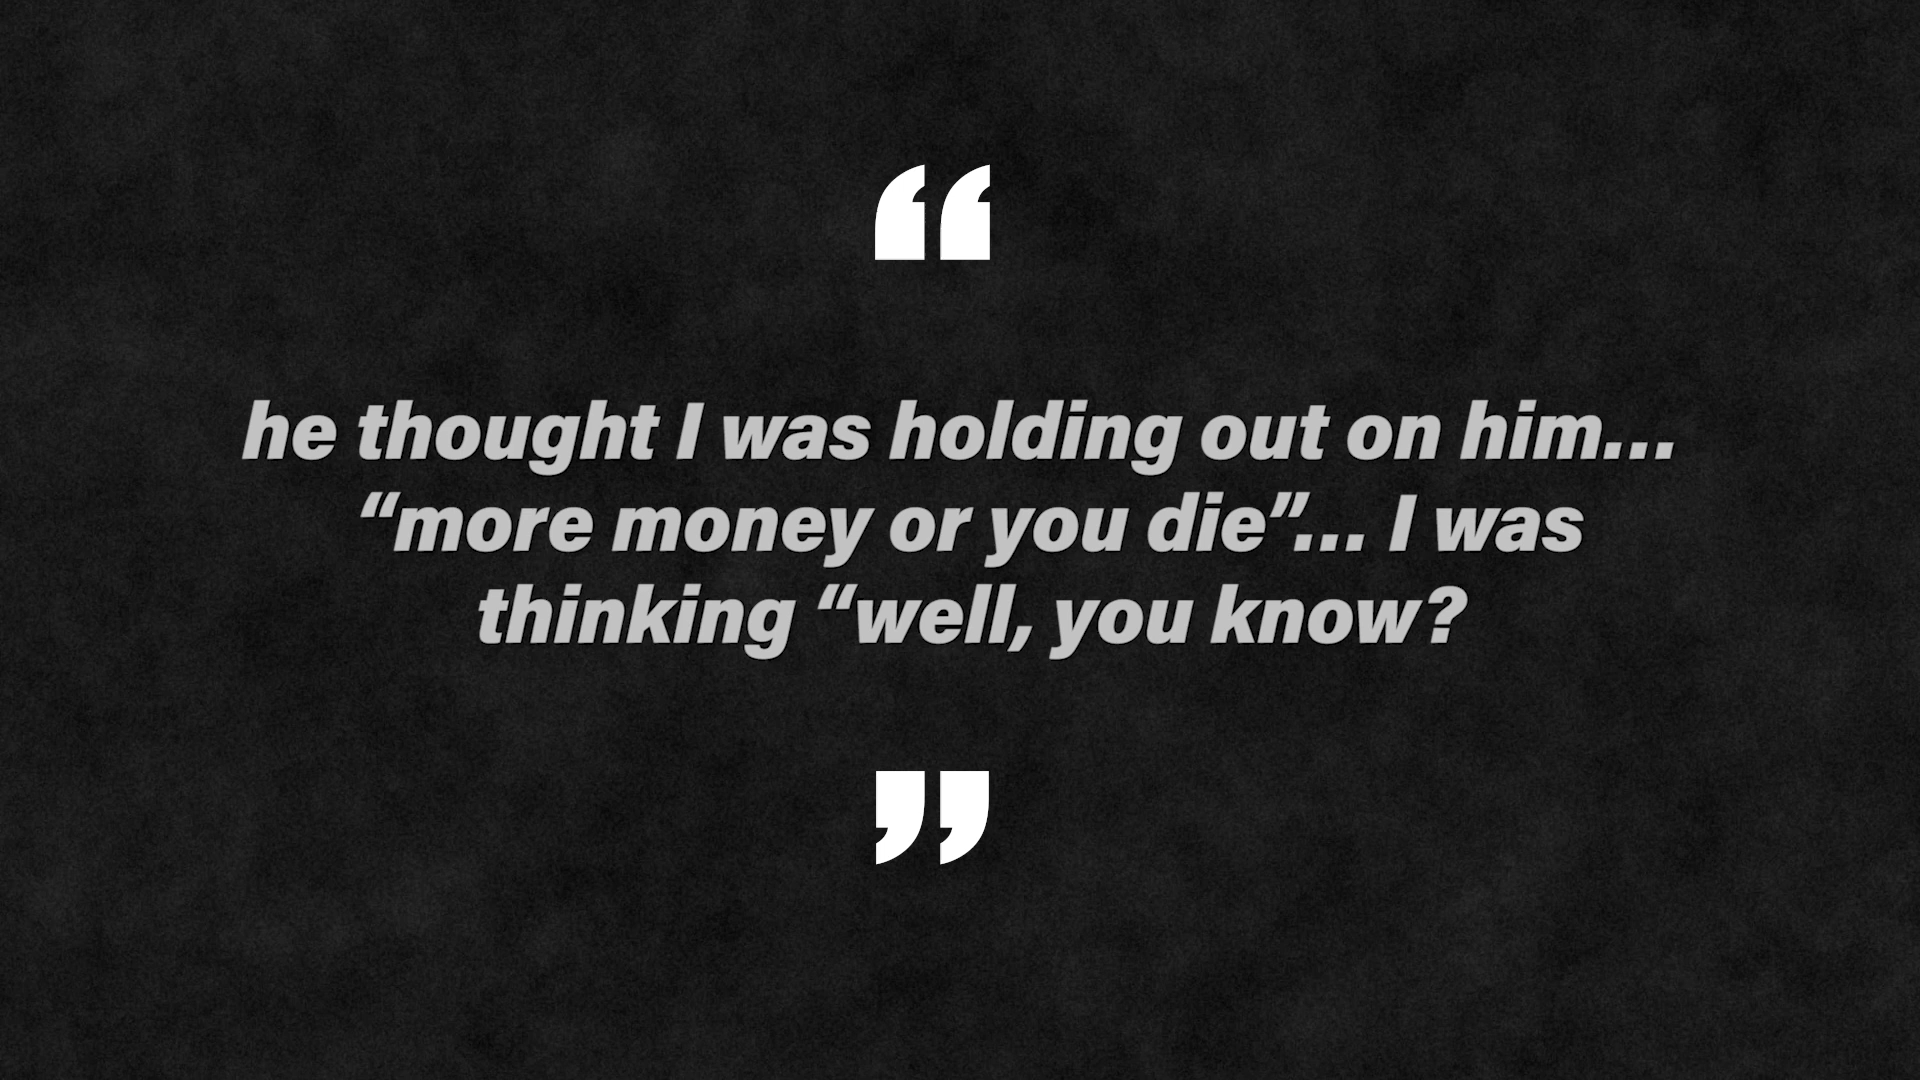 “
he thought I was holding out on him...
“more money or you die”... I was
thinking “well, you know?
”